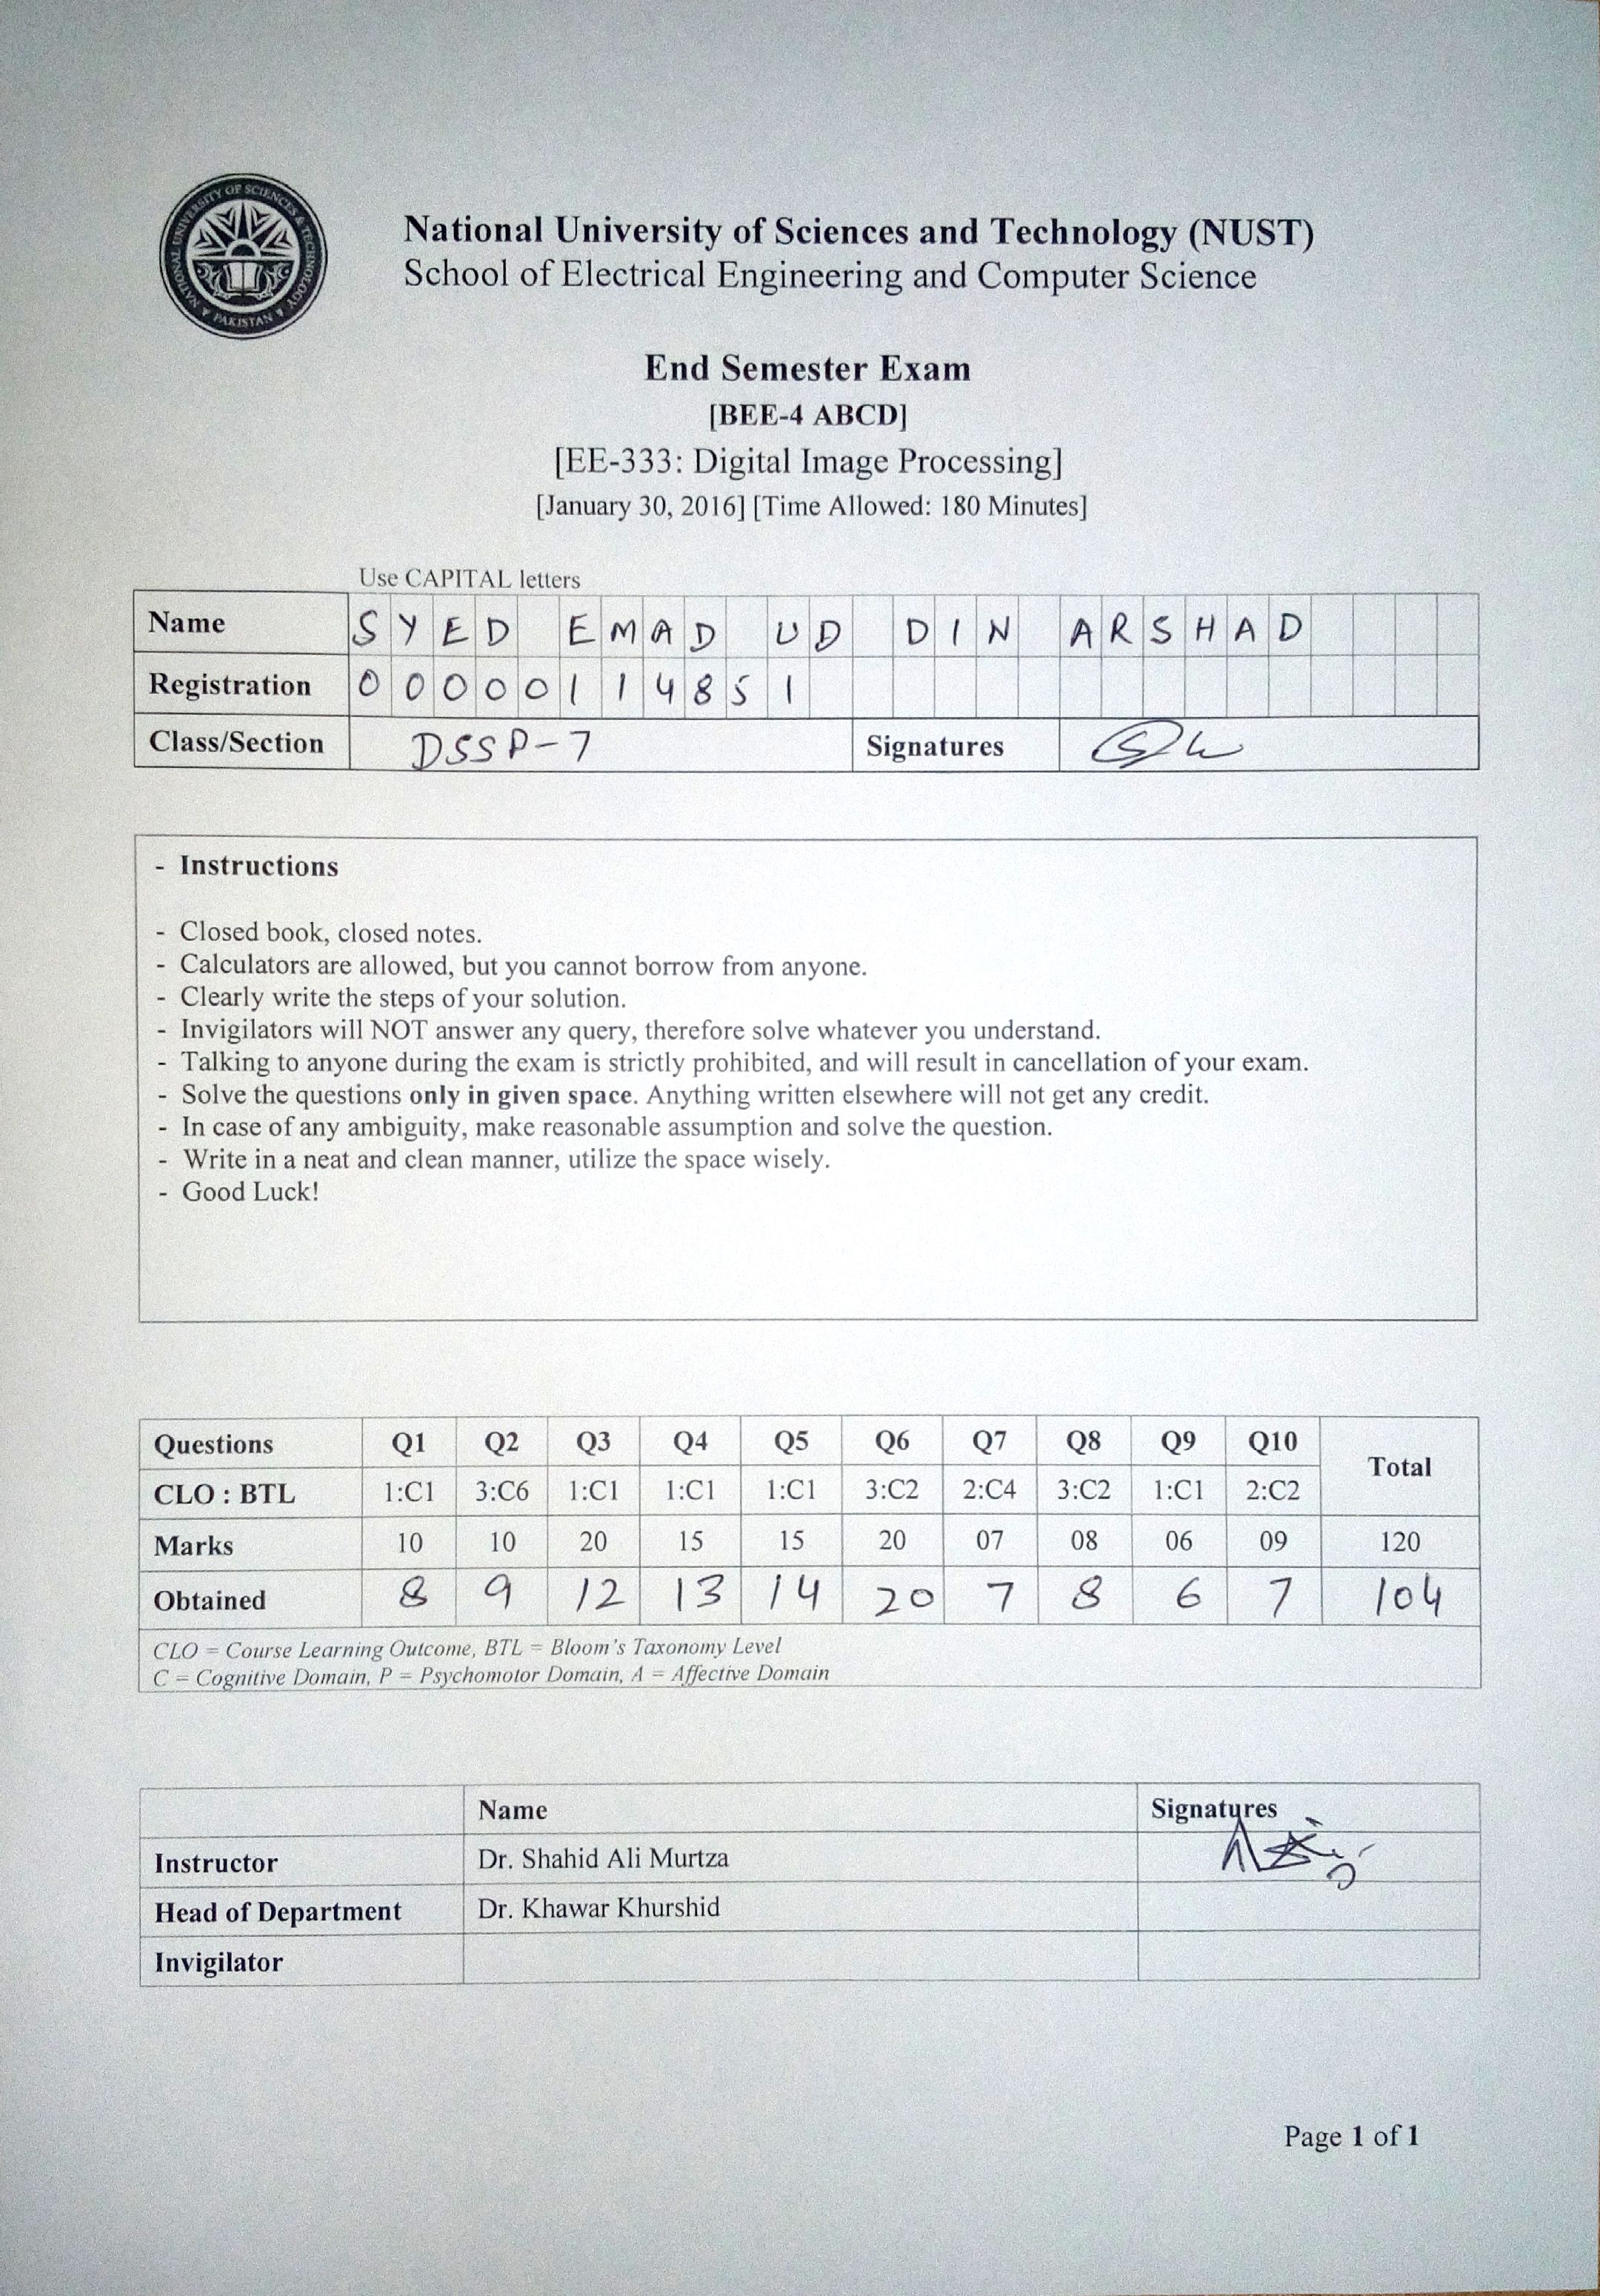 NATIONAL UNIVERSITY OF SCIENCES & TECHNOLOGY
PAKISTAN
National University of Sciences and Technology (NUST)
School of Electrical Engineering and Computer Science
End Semester Exam
[BEE-4 ABCD]
[EE-333: Digital Image Processing]
[January 30, 2016] [Time Allowed: 180 Minutes]
Use CAPITAL letters
Name SYED EMAD UD DIN ARSHAD
Registration 00000114851
Class/Section DSSP-7 Signatures
- Instructions
- Closed book, closed notes.
- Calculators are allowed, but you cannot borrow from anyone.
- Clearly write the steps of your solution.
- Invigilators will NOT answer any query, therefore solve whatever you understand.
- Talking to anyone during the exam is strictly prohibited, and will result in cancellation of your exam.
- Solve the questions only in given space. Anything written elsewhere will not get any credit.
- In case of any ambiguity, make reasonable assumption and solve the question.
- Write in a neat and clean manner, utilize the space wisely.
- Good Luck!
Questions Q1 Q2 Q3 Q4 Q5 Q6 Q7 Q8 Q9 Q10 Total
CLO : BTL 1:C1 3:C6 1:C1 1:C1 1:C1 3:C2 2:C4 3:C2 1:C1 2:C2
Marks 10 10 20 15 15 20 07 08 06 09 120
Obtained 8 9 12 13 14 20 7 8 6 7 104
CLO = Course Learning Outcome, BTL = Bloom's Taxonomy Level
C = Cognitive Domain, P = Psychomotor Domain, A = Affective Domain
Name Signatures
Instructor Dr. Shahid Ali Murtza
Head of Department Dr. Khawar Khurshid
Invigilator
Page 1 of 1